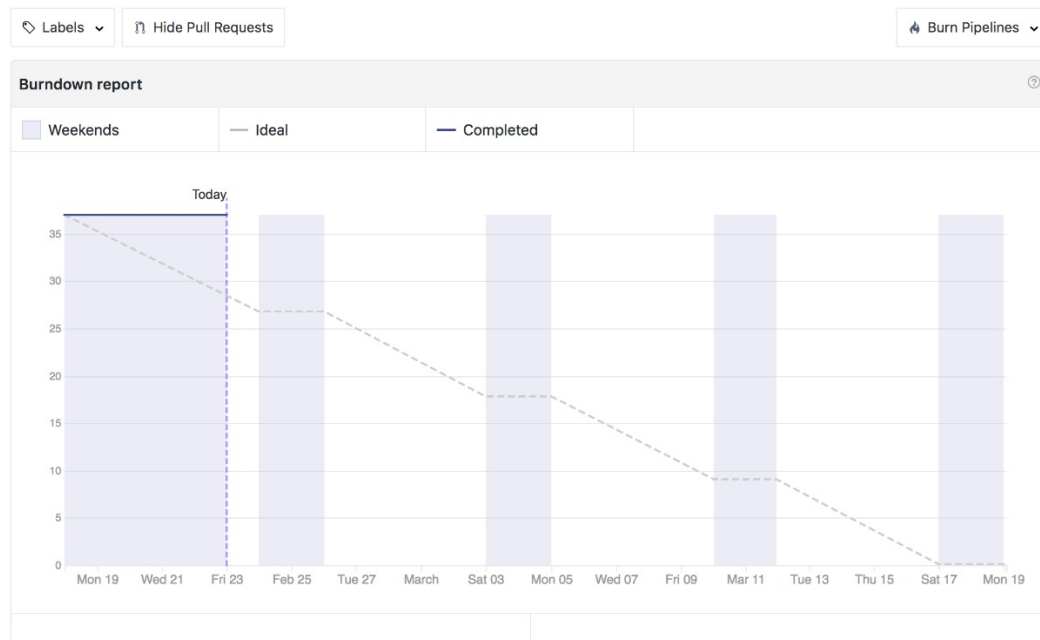 Labels Hide Pull Requests Burn Pipelines
Burndown report
Weekends Ideal Completed
Today
35
30
25
20
15
10
5
0
Mon 19 Wed 21 Fri 23 Feb 25 Tue 27 March Sat 03 Mon 05 Wed 07 Fri 09 Mar 11 Tue 13 Thu 15 Sat 17 Mon 19